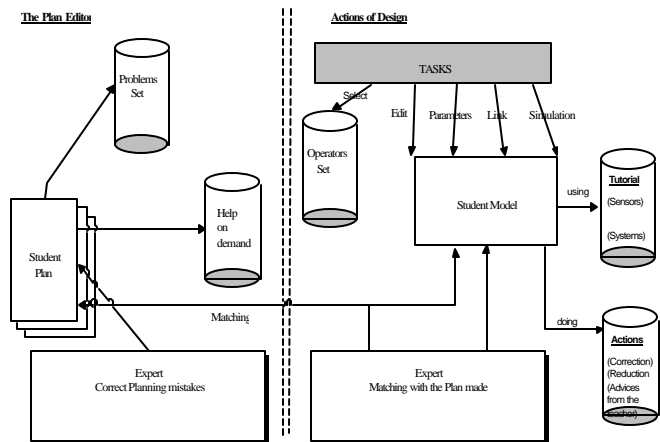 The Plan Editor
Problems
Set
Help
on
demand
Student
Plan
Matching
Expert
Correct Planning mistakes
Actions of Design
TASKS
Select
Edit
Parameters
Link
Simulation
Operators
Set
Student Model
using
Tutorial
(Sensors)
(Systems)
doing
Actions
(Correction)
(Reduction
(Advices
from the
teacher)
Expert
Matching with the Plan made